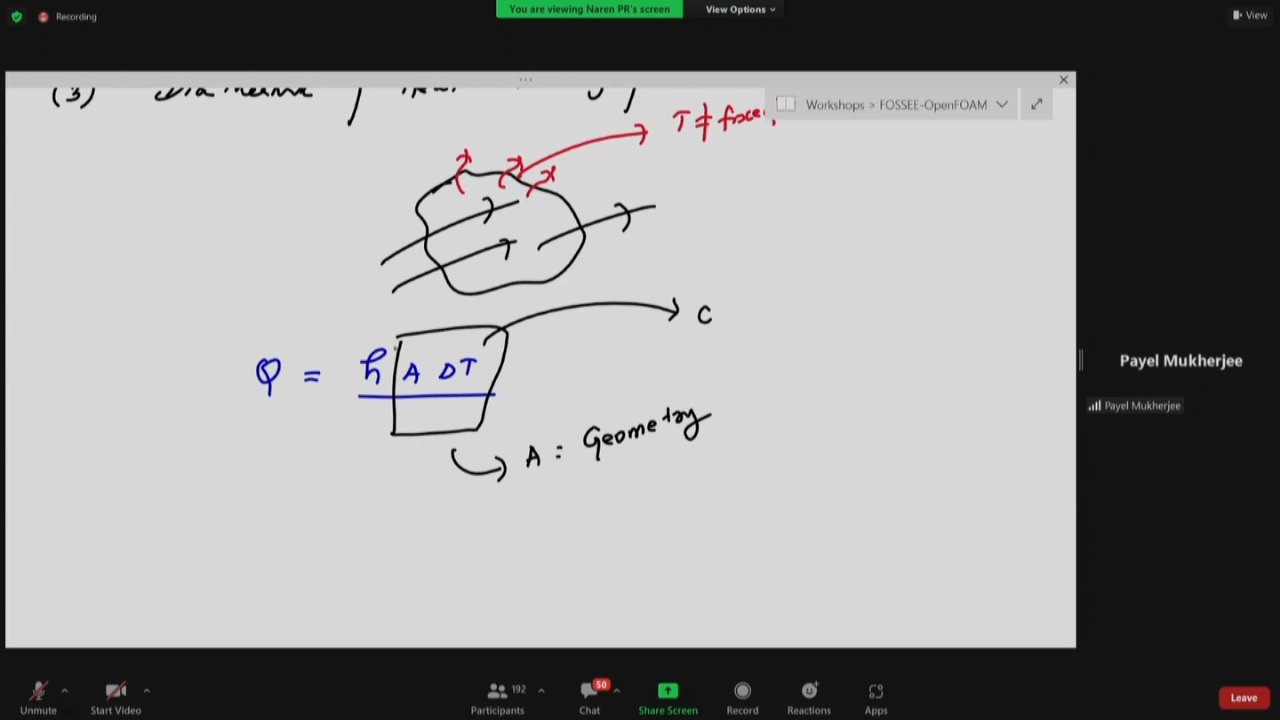 Recording
You are viewing Naren PR's screen
View Options
View
Workshops > FOSSEE-OpenFOAM
(3)
T ≠
C
Q = h A ΔT
A : Geometry
Payel Mukherjee
Payel Mukherjee
Unmute
Start Video
192
Participants
50
Chat
Share Screen
Record
Reactions
Apps
Leave